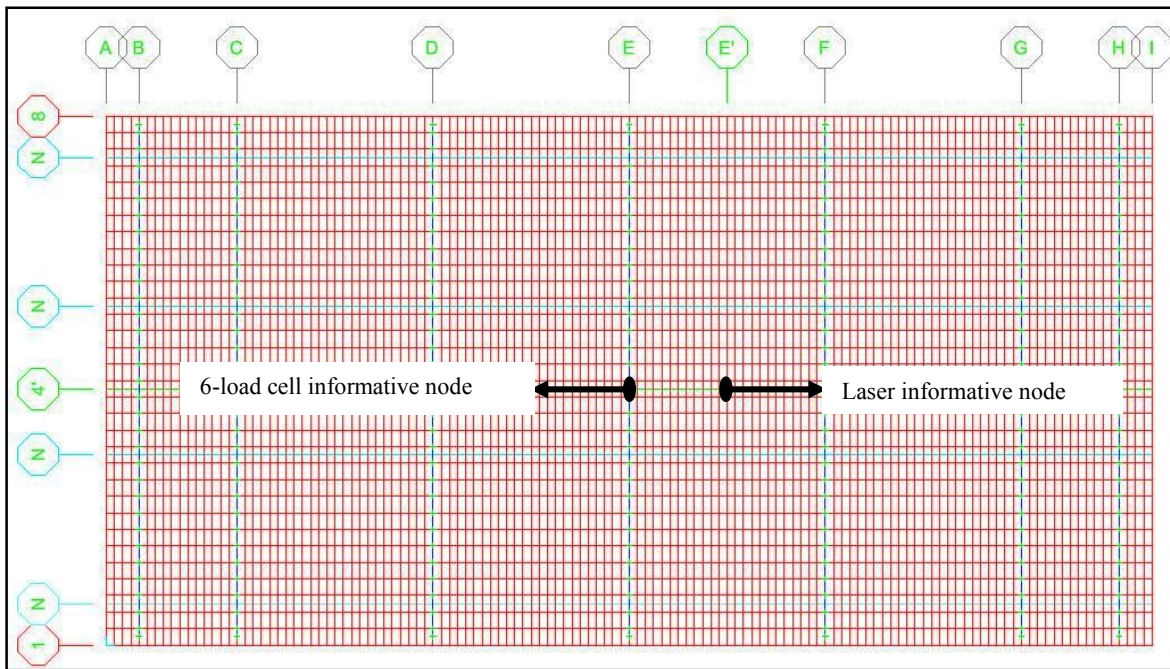 A B C D E E' F G H I
8
N
N
4'
6-load cell informative node
Laser informative node
N
N
1